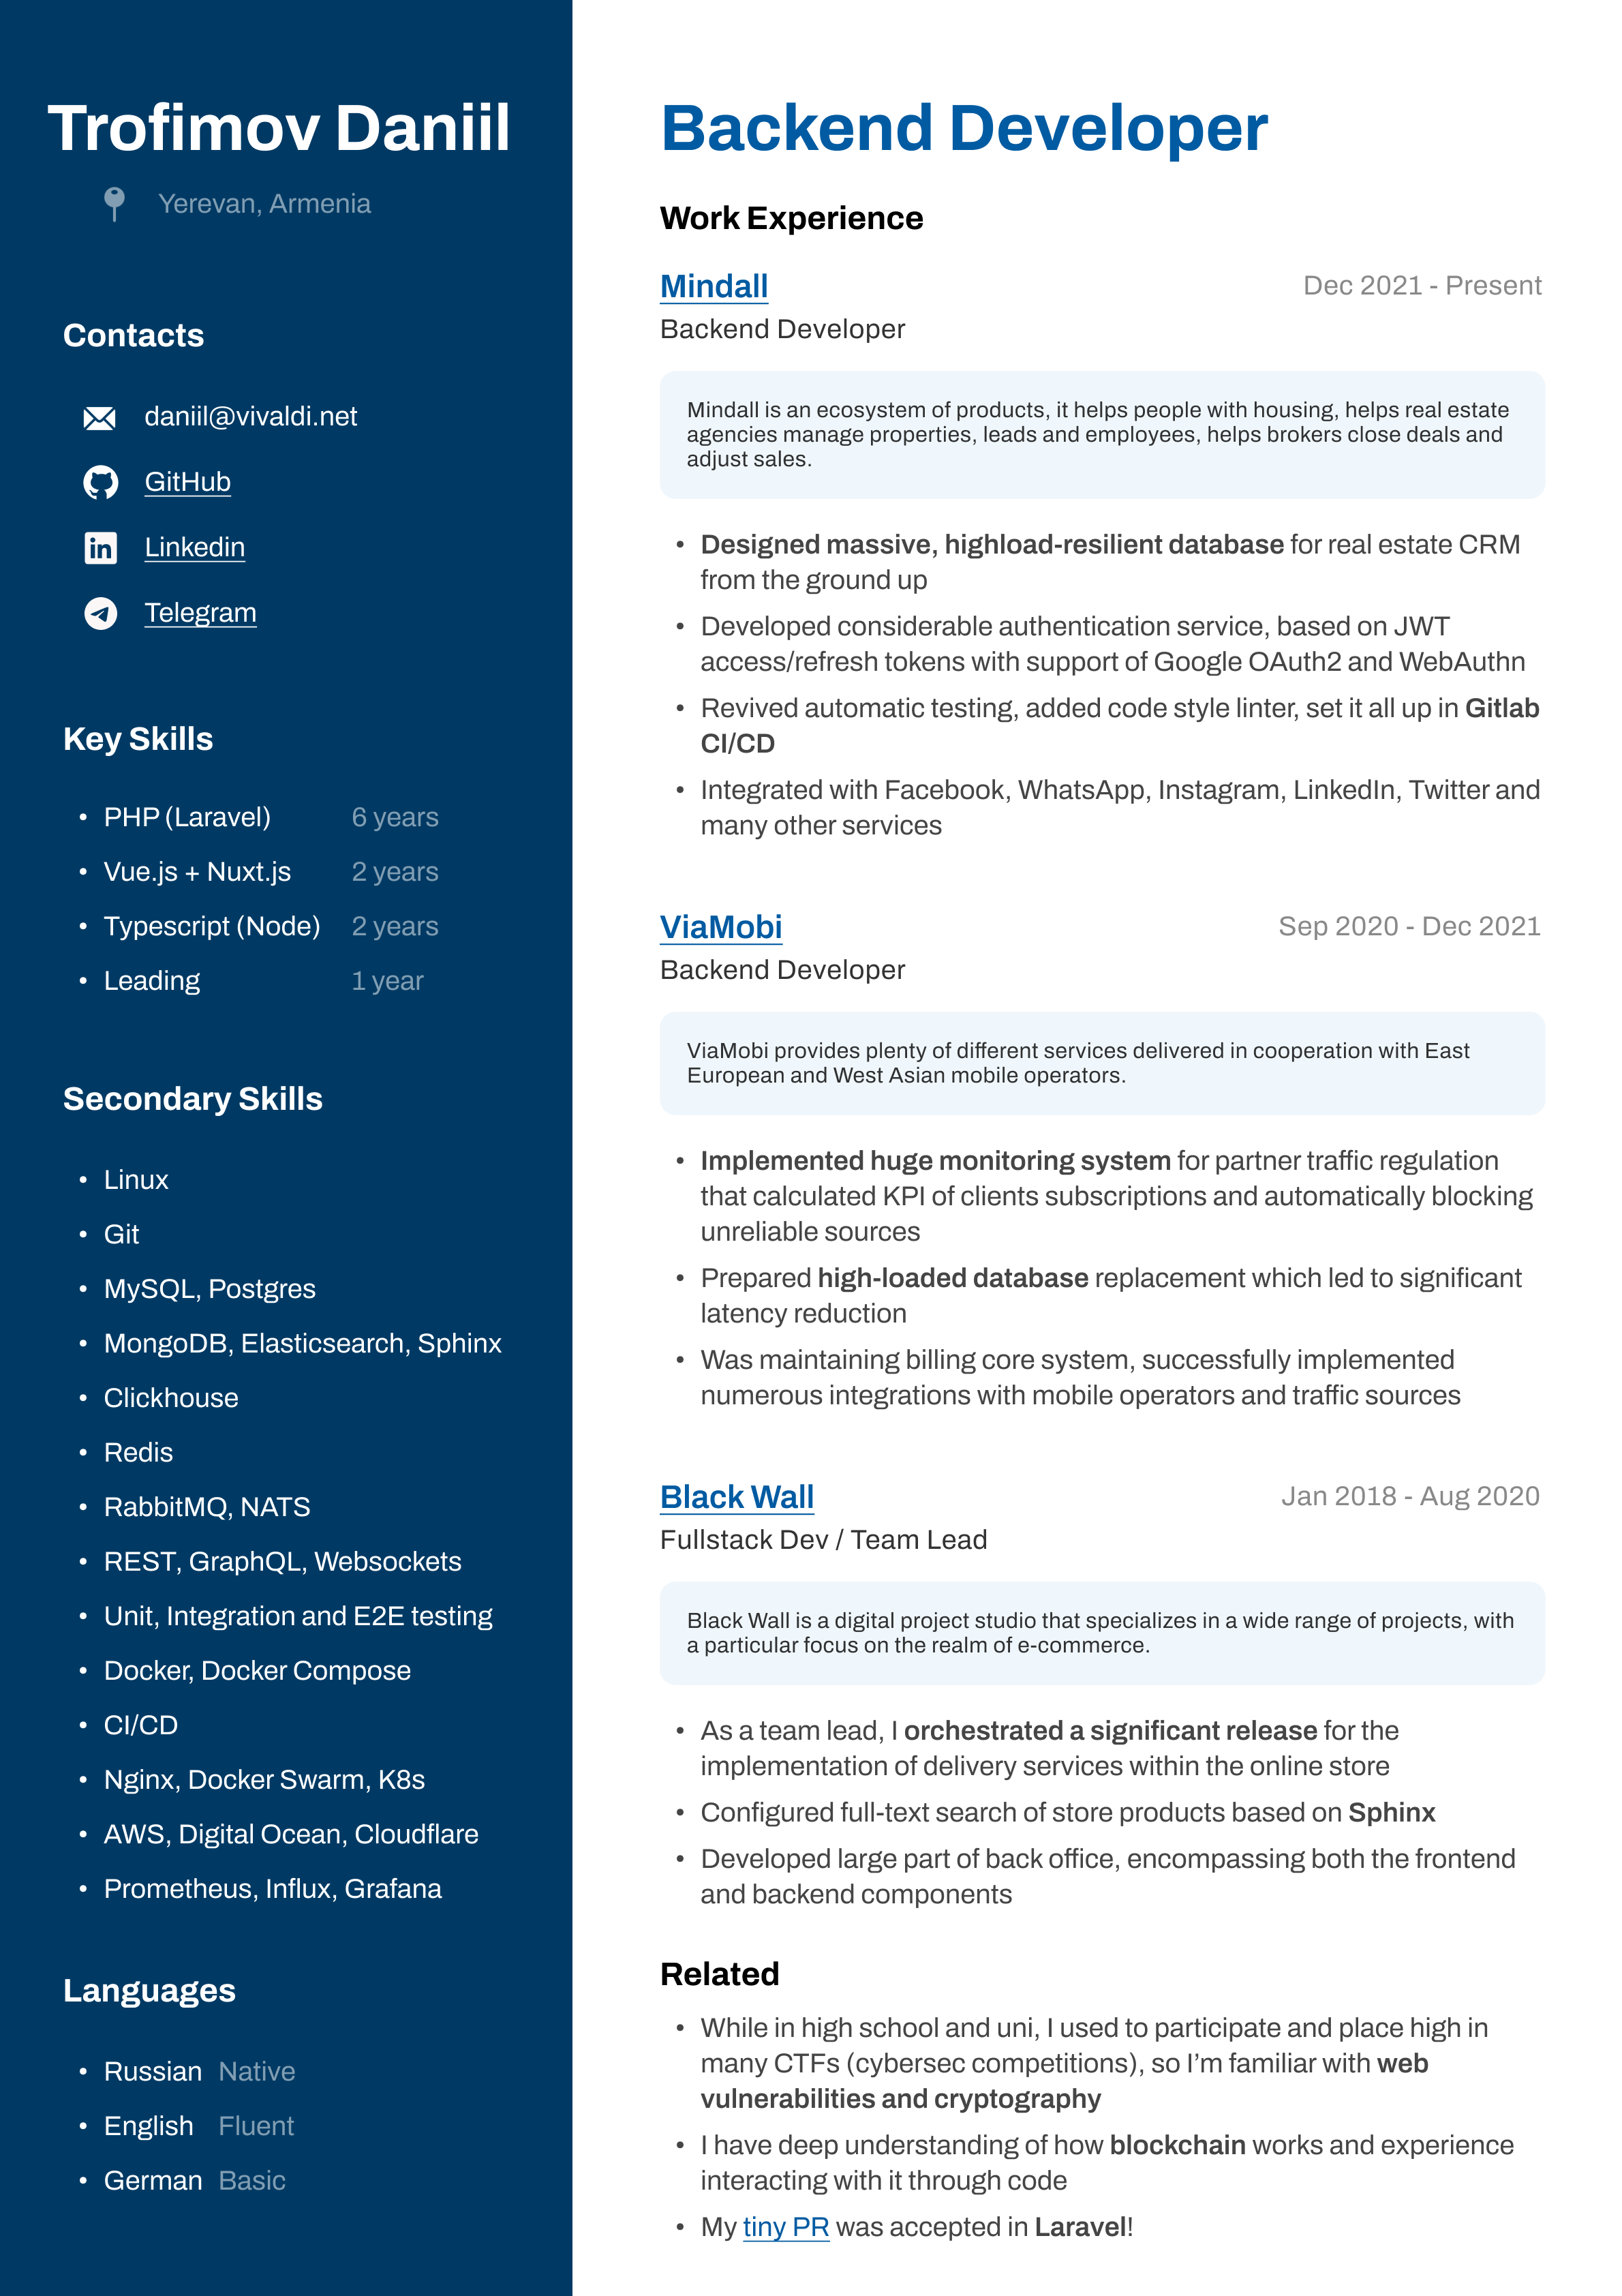 Trofimov Daniil
Yerevan, Armenia
Contacts
daniil@vivaldi.net
GitHub
Linkedin
Telegram
Key Skills
• PHP (Laravel) 6 years
• Vue.js + Nuxt.js 2 years
• Typescript (Node) 2 years
• Leading 1 year
Secondary Skills
• Linux
• Git
• MySQL, Postgres
• MongoDB, Elasticsearch, Sphinx
• Clickhouse
• Redis
• RabbitMQ, NATS
• REST, GraphQL, Websockets
• Unit, Integration and E2E testing
• Docker, Docker Compose
• CI/CD
• Nginx, Docker Swarm, K8s
• AWS, Digital Ocean, Cloudflare
• Prometheus, Influx, Grafana
Languages
• Russian Native
• English Fluent
• German Basic
Backend Developer
Work Experience
Mindall Dec 2021 - Present
Backend Developer
Mindall is an ecosystem of products, it helps people with housing, helps real estate
agencies manage properties, leads and employees, helps brokers close deals and
adjust sales.
• Designed massive, highload-resilient database for real estate CRM
from the ground up
• Developed considerable authentication service, based on JWT
access/refresh tokens with support of Google OAuth2 and WebAuthn
• Revived automatic testing, added code style linter, set it all up in Gitlab
CI/CD
• Integrated with Facebook, WhatsApp, Instagram, LinkedIn, Twitter and
many other services
ViaMobi Sep 2020 - Dec 2021
Backend Developer
ViaMobi provides plenty of different services delivered in cooperation with East
European and West Asian mobile operators.
• Implemented huge monitoring system for partner traffic regulation
that calculated KPI of clients subscriptions and automatically blocking
unreliable sources
• Prepared high-loaded database replacement which led to significant
latency reduction
• Was maintaining billing core system, successfully implemented
numerous integrations with mobile operators and traffic sources
Black Wall Jan 2018 - Aug 2020
Fullstack Dev / Team Lead
Black Wall is a digital project studio that specializes in a wide range of projects, with
a particular focus on the realm of e-commerce.
• As a team lead, I orchestrated a significant release for the
implementation of delivery services within the online store
• Configured full-text search of store products based on Sphinx
• Developed large part of back office, encompassing both the frontend
and backend components
Related
• While in high school and uni, I used to participate and place high in
many CTFs (cybersec competitions), so I’m familiar with web
vulnerabilities and cryptography
• I have deep understanding of how blockchain works and experience
interacting with it through code
• My tiny PR was accepted in Laravel!